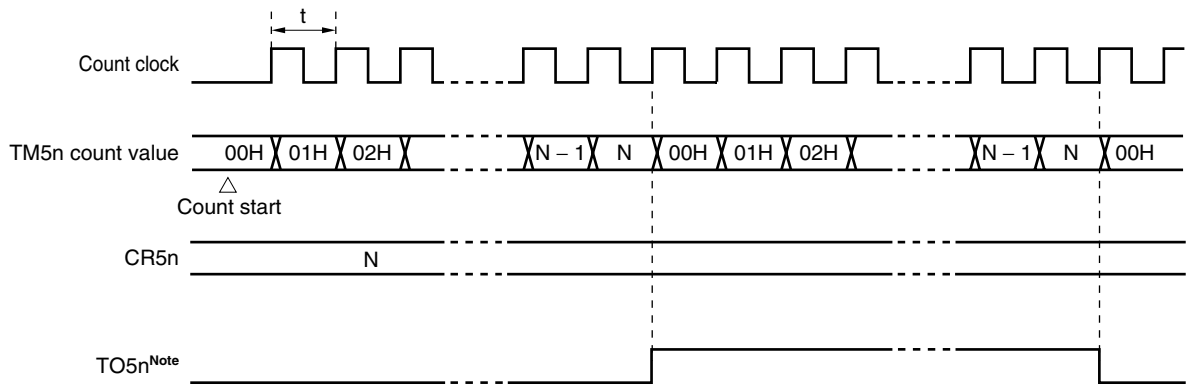 t
Count clock
TM5n count value 00H 01H 02H N – 1 N 00H 01H 02H N – 1 N 00H
Count start
CR5n N
TO5nNote